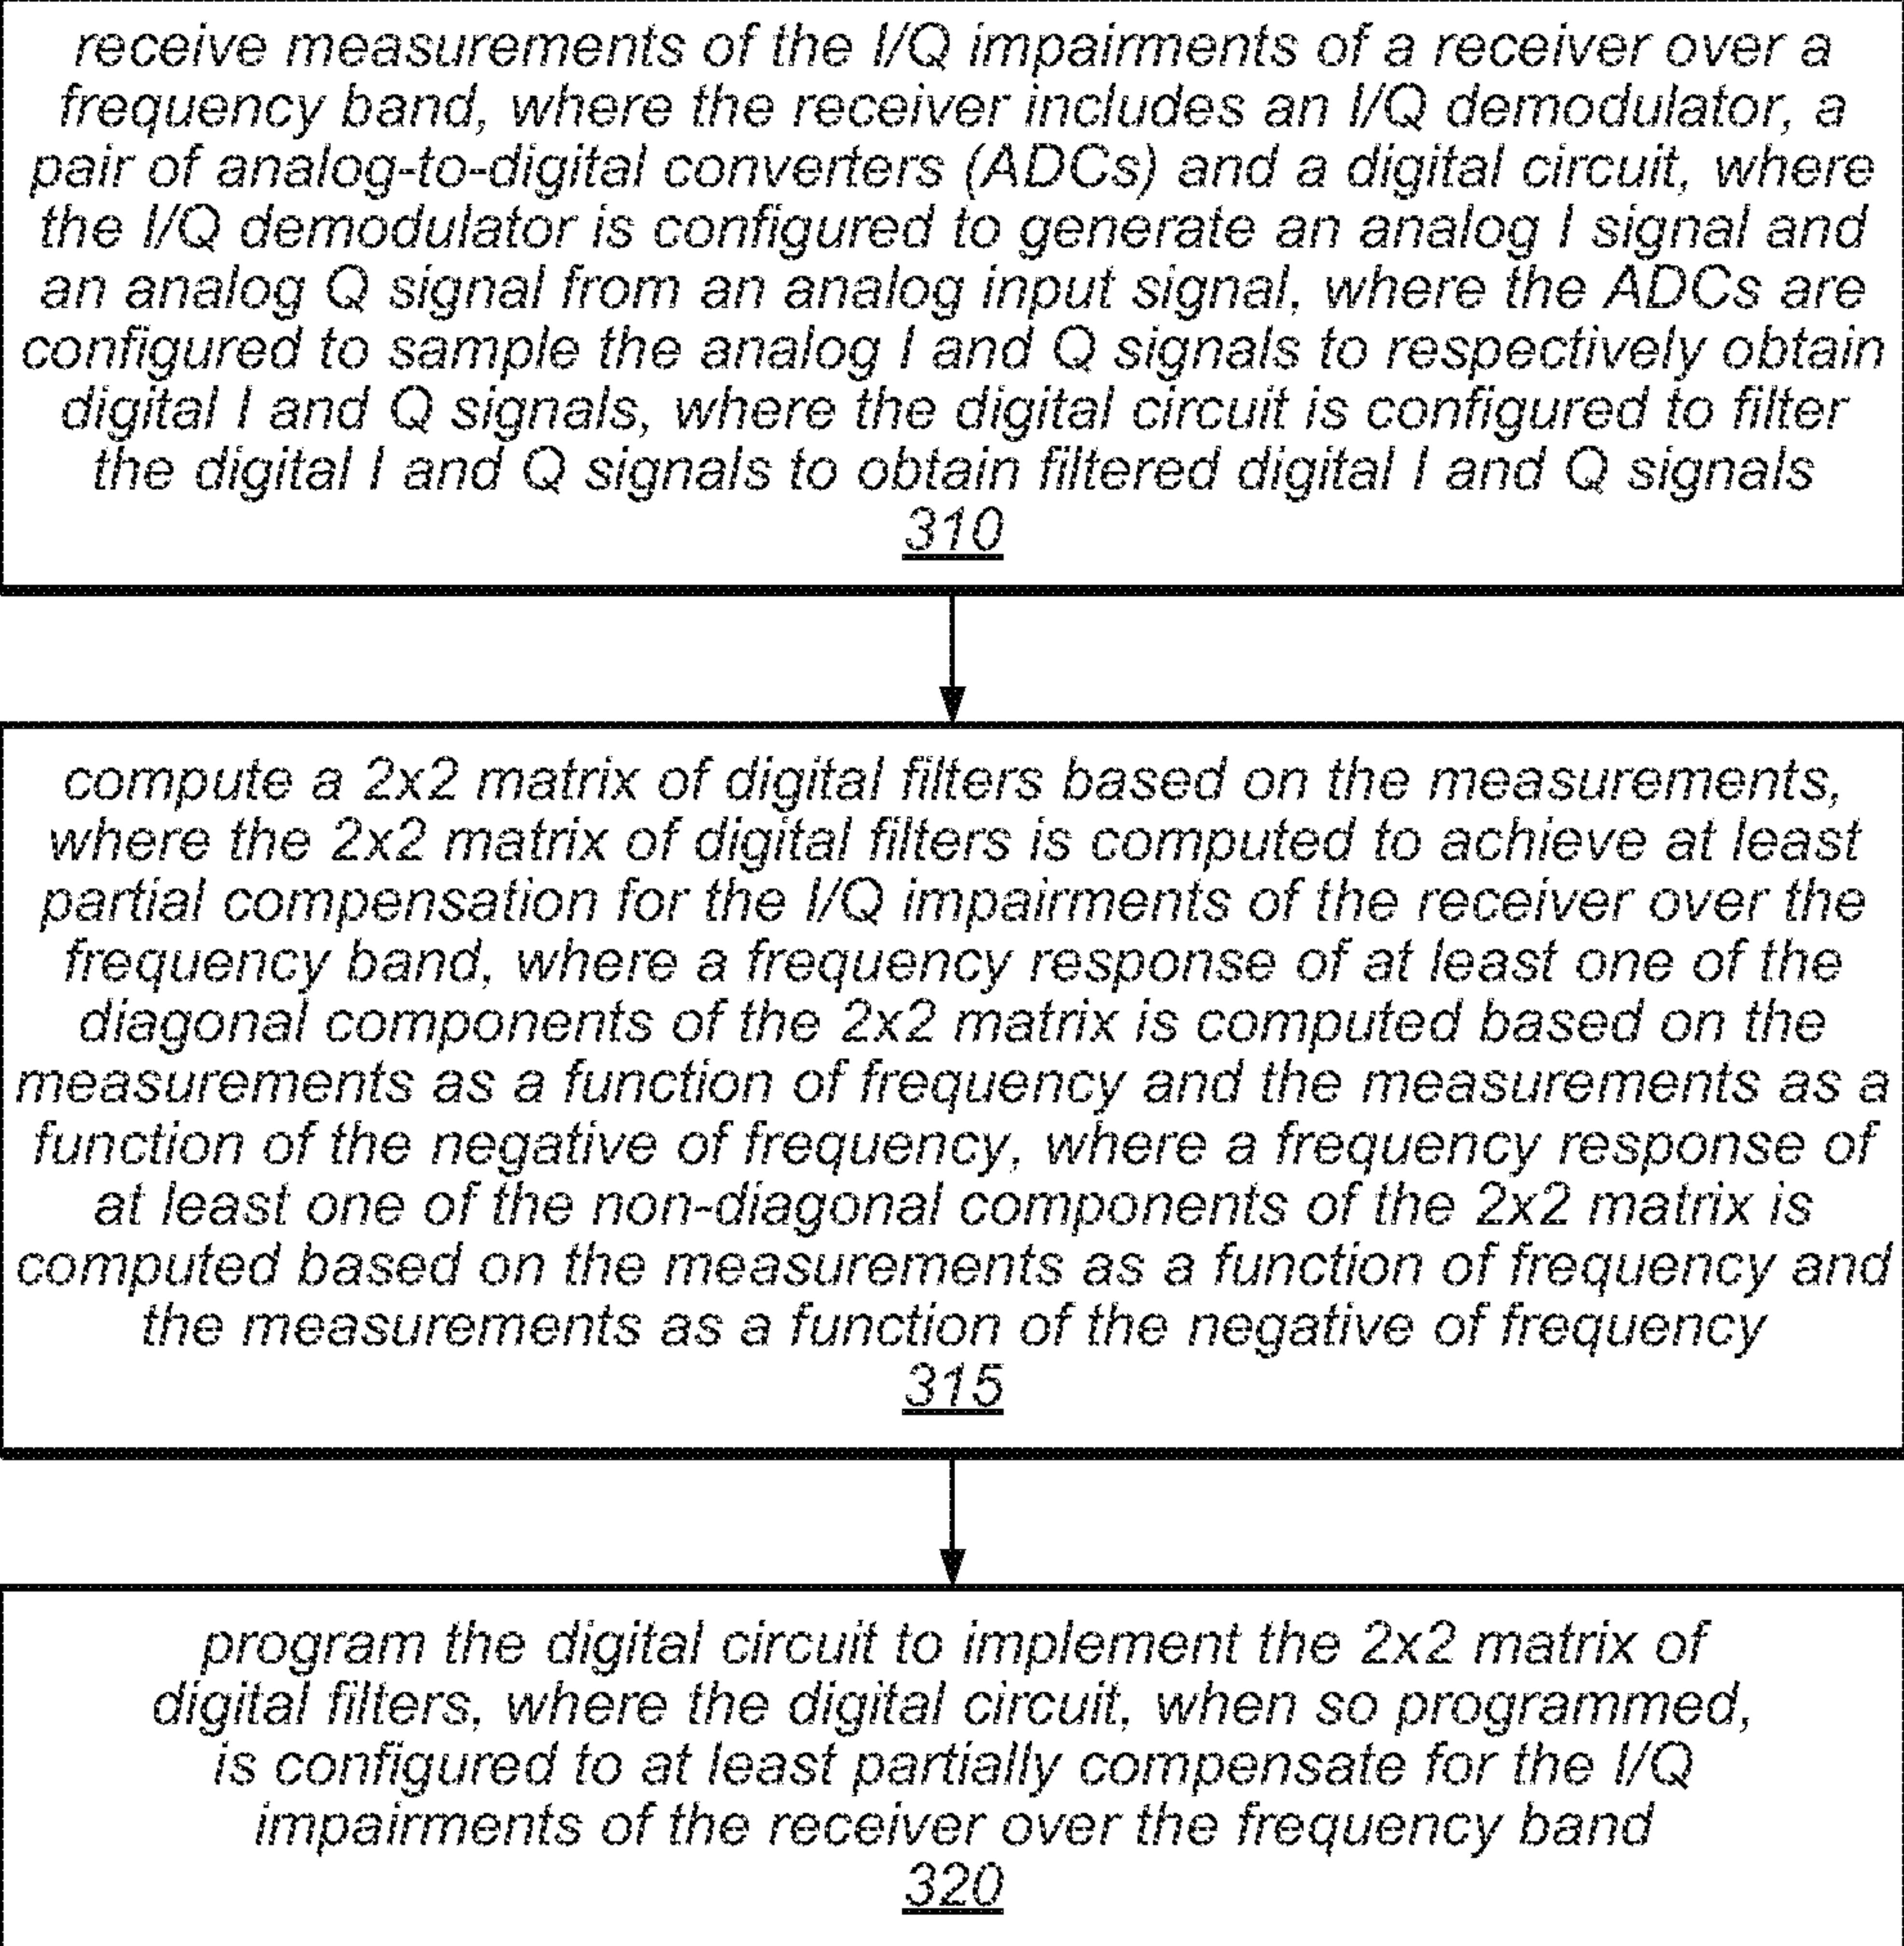 receive measurements of the I/Q impairments of a receiver over a
frequency band, where the receiver includes an I/Q demodulator, a
pair of analog-to-digital converters (ADCs) and a digital circuit, where
the I/Q demodulator is configured to generate an analog I signal and
an analog Q signal from an analog input signal, where the ADCs are
configured to sample the analog I and Q signals to respectively obtain
digital I and Q signals, where the digital circuit is configured to filter
the digital I and Q signals to obtain filtered digital I and Q signals
310
compute a 2x2 matrix of digital filters based on the measurements,
where the 2x2 matrix of digital filters is computed to achieve at least
partial compensation for the I/Q impairments of the receiver over the
frequency band, where a frequency response of at least one of the
diagonal components of the 2x2 matrix is computed based on the
measurements as a function of frequency and the measurements as a
function of the negative of frequency, where a frequency response of
at least one of the non-diagonal components of the 2x2 matrix is
computed based on the measurements as a function of frequency and
the measurements as a function of the negative of frequency
315
program the digital circuit to implement the 2x2 matrix of
digital filters, where the digital circuit, when so programmed,
is configured to at least partially compensate for the I/Q
impairments of the receiver over the frequency band
320